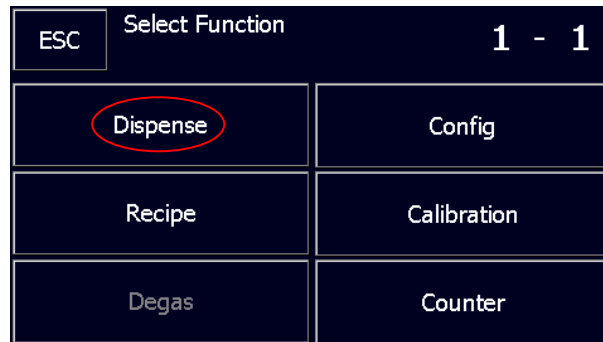 ESC
Select Function
1 - 1
Dispense
Config
Recipe
Calibration
Degas
Counter